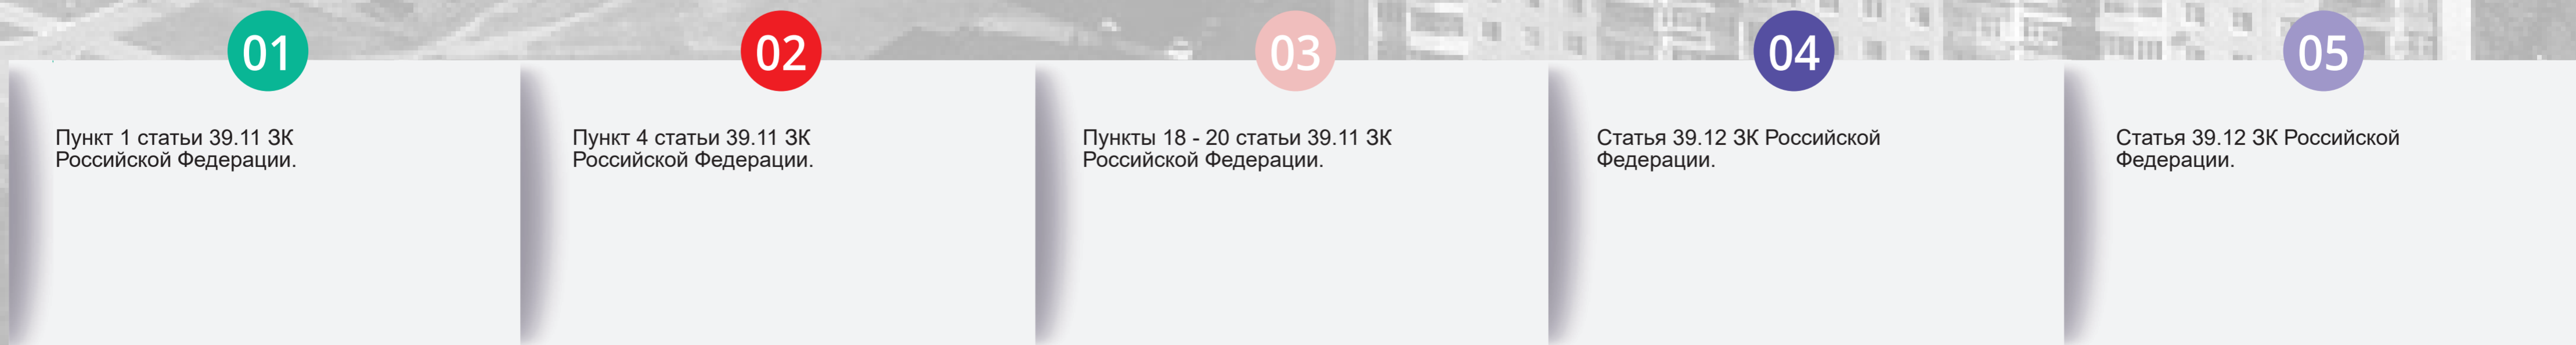 01
Пункт 1 статьи 39.11 ЗК
Российской Федерации.
02
Пункт 4 статьи 39.11 ЗК
Российской Федерации.
03
Пункты 18 - 20 статьи 39.11 ЗК
Российской Федерации.
04
Статья 39.12 ЗК Российской
Федерации.
05
Статья 39.12 ЗК Российской
Федерации.